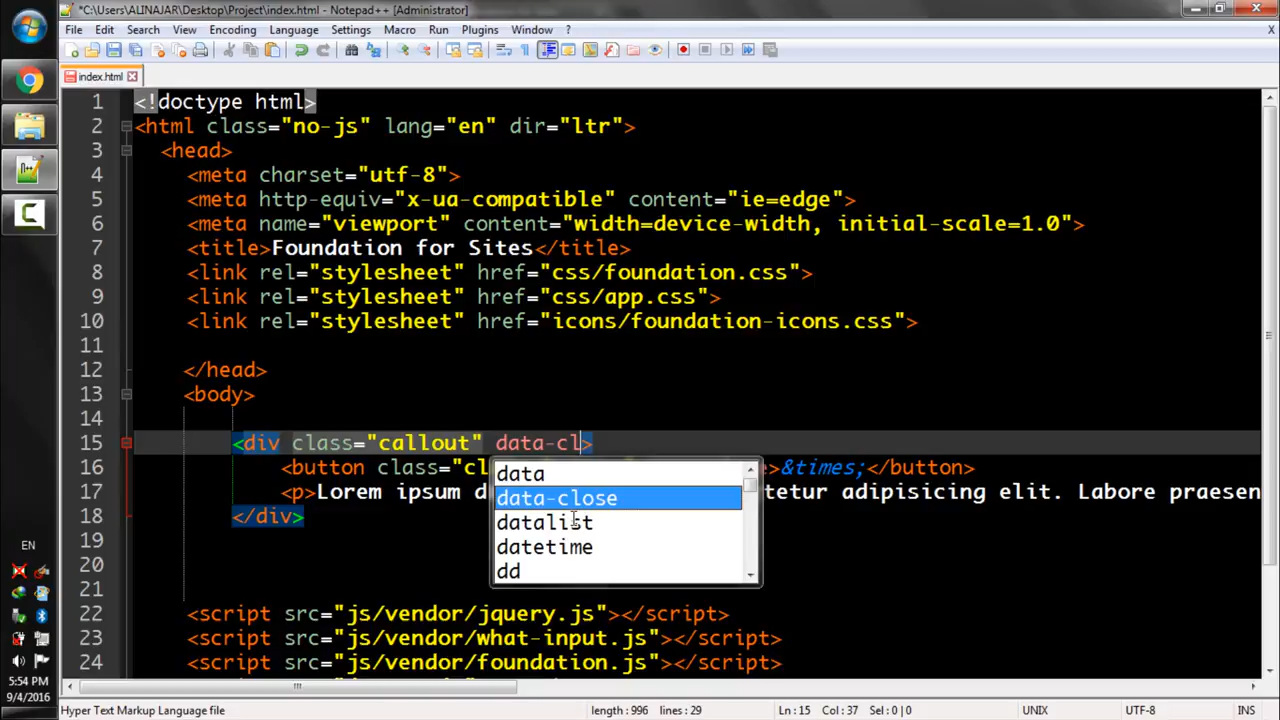 *C:\Users\ALINAJAR\Desktop\Project\index.html - Notepad++ [Administrator]
File Edit Search View Encoding Language Settings Macro Run Plugins Window ?
index.html
1 <!doctype html>
2 <html class="no-js" lang="en" dir="ltr">
3 <head>
4 <meta charset="utf-8">
5 <meta http-equiv="x-ua-compatible" content="ie=edge">
6 <meta name="viewport" content="width=device-width, initial-scale=1.0">
7 <title>Foundation for Sites</title>
8 <link rel="stylesheet" href="css/foundation.css">
9 <link rel="stylesheet" href="css/app.css">
10 <link rel="stylesheet" href="icons/foundation-icons.css">
11
12 </head>
13 <body>
14
15 <div class="callout" data-cl>
16 <button class="cl >&times;</button>
17 <p>Lorem ipsum d tetur adipisicing elit. Labore praesen
18 </div>
data
data-close
datalist
datetime
dd
19
20
21
22 <script src="js/vendor/jquery.js"></script>
23 <script src="js/vendor/what-input.js"></script>
24 <script src="js/vendor/foundation.js"></script>
EN
5:54 PM
9/4/2016
Hyper Text Markup Language file length : 996 lines : 29 Ln : 15 Col : 37 Sel : 0 | 0 UNIX UTF-8 INS